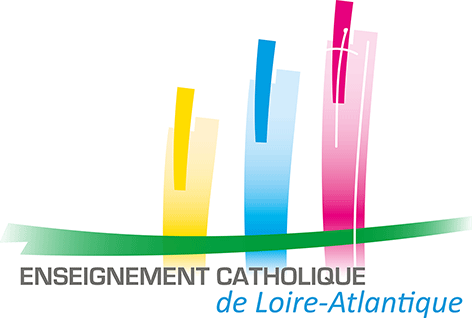 ENSEIGNEMENT CATHOLIQUE
de Loire-Atlantique